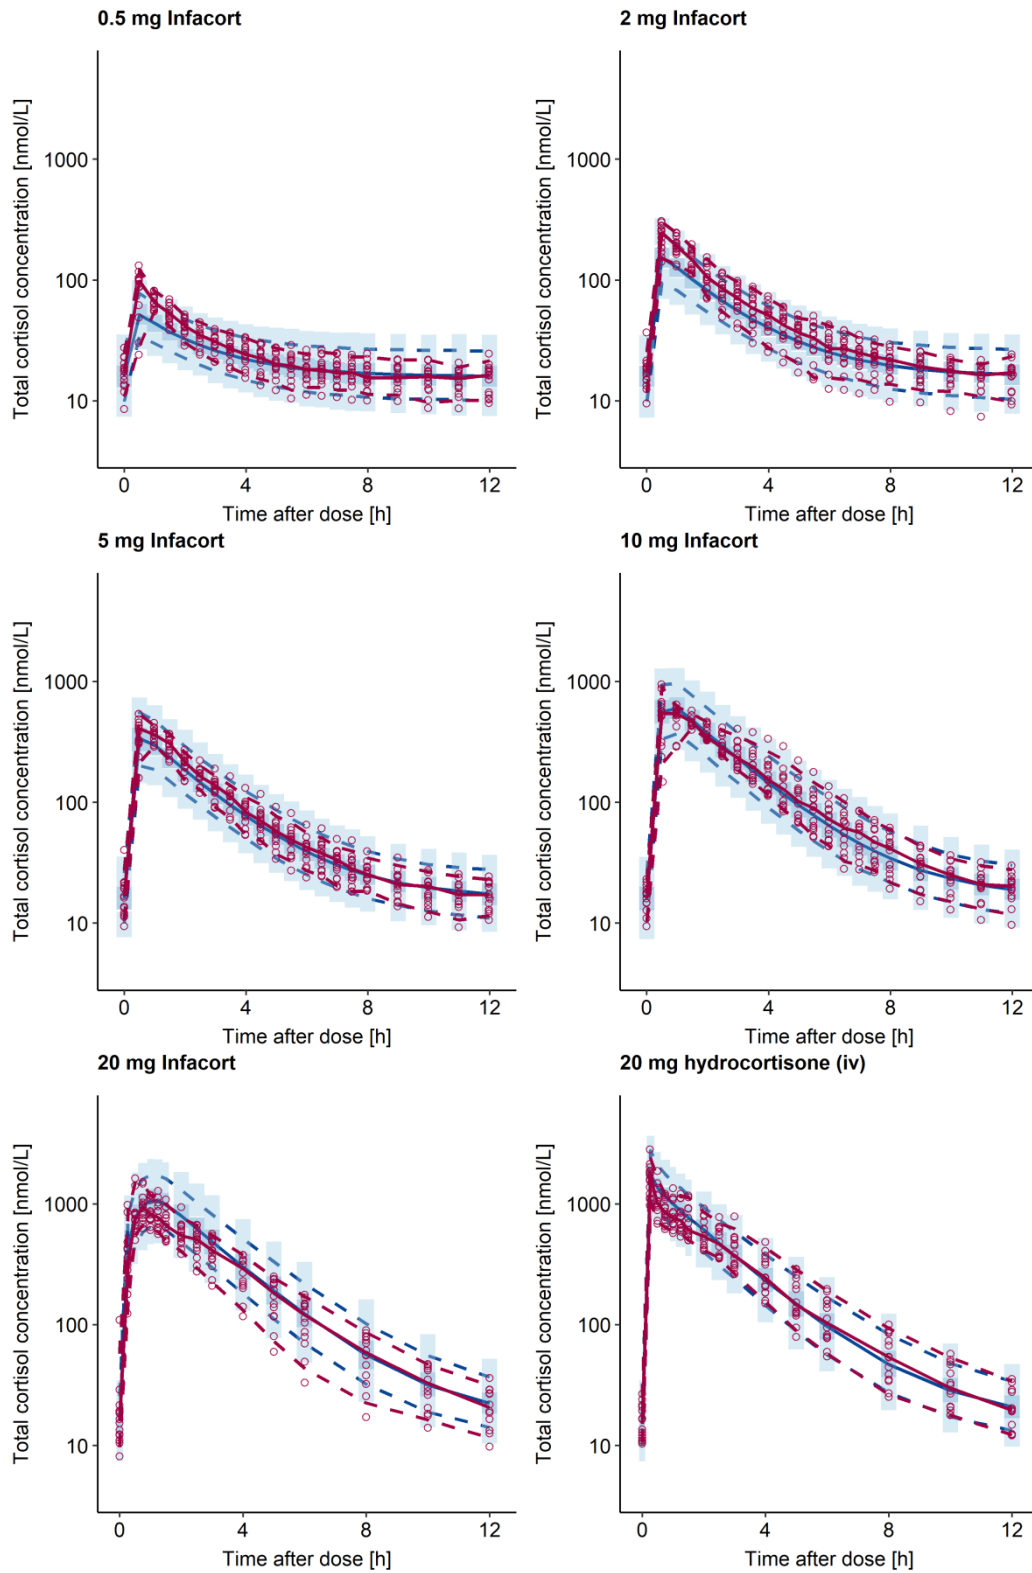 0.5 mg Infacort
Total cortisol concentration [nmol/L]
1000
100
10
0 4 8 12
Time after dose [h]
2 mg Infacort
Total cortisol concentration [nmol/L]
1000
100
10
0 4 8 12
Time after dose [h]
5 mg Infacort
Total cortisol concentration [nmol/L]
1000
100
10
0 4 8 12
Time after dose [h]
10 mg Infacort
Total cortisol concentration [nmol/L]
1000
100
10
0 4 8 12
Time after dose [h]
20 mg Infacort
Total cortisol concentration [nmol/L]
1000
100
10
0 4 8 12
Time after dose [h]
20 mg hydrocortisone (iv)
Total cortisol concentration [nmol/L]
1000
100
10
0 4 8 12
Time after dose [h]